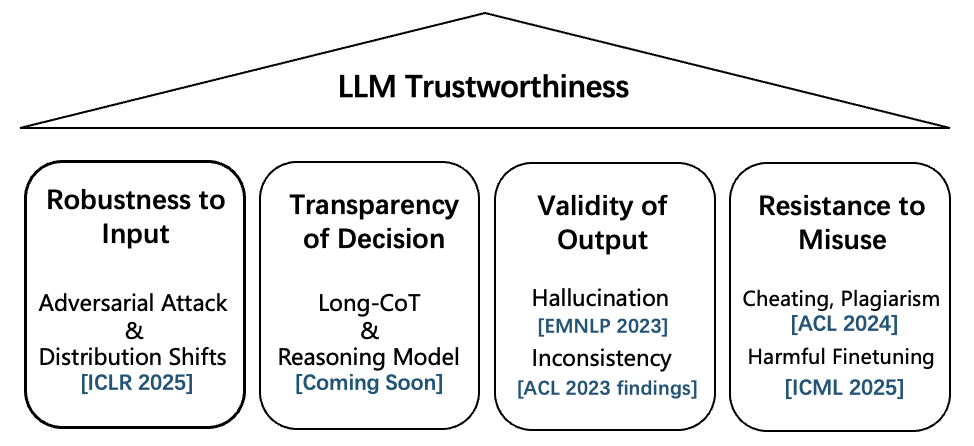 LLM Trustworthiness
Robustness to
Input
Adversarial Attack
&
Distribution Shifts
[ICLR 2025]
Transparency
of Decision
Long-CoT
&
Reasoning Model
[Coming Soon]
Validity of
Output
Hallucination
[EMNLP 2023]
Inconsistency
[ACL 2023 findings]
Resistance to
Misuse
Cheating, Plagiarism
[ACL 2024]
Harmful Finetuning
[ICML 2025]